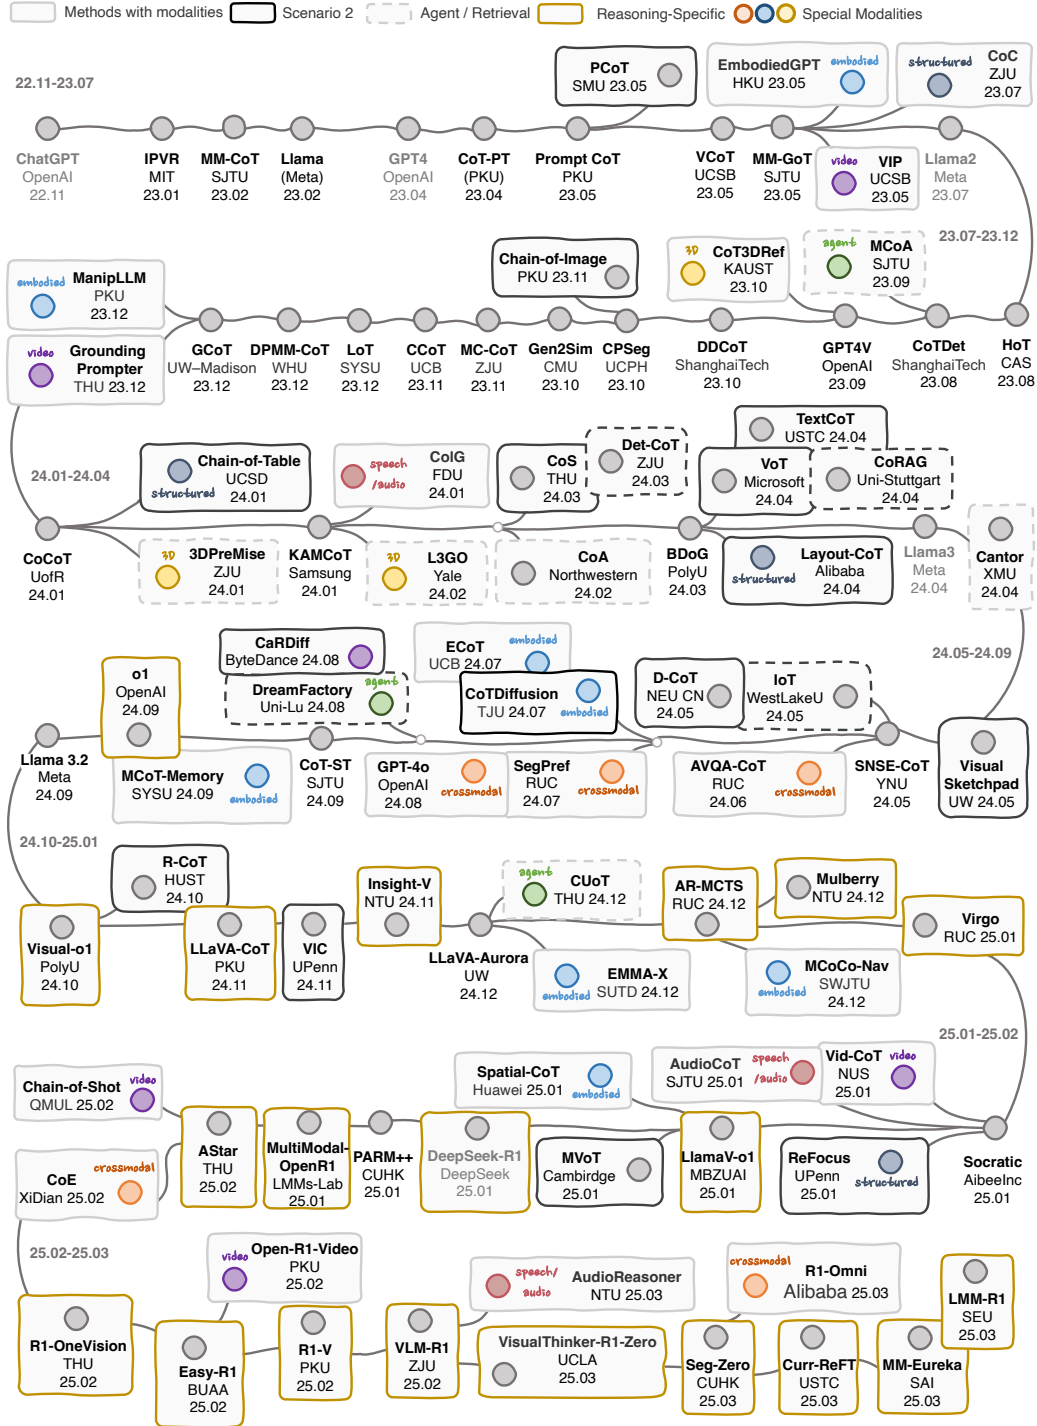 Methods with modalities
Scenario 2
Agent / Retrieval
Reasoning-Specific
Special Modalities
22.11-23.07
PCoT
SMU 23.05
EmbodiedGPT
HKU 23.05
embodied
structured
CoC
ZJU
23.07
ChatGPT
OpenAI
22.11
IPVR
MIT
23.01
MM-CoT
SJTU
23.02
Llama
(Meta)
23.02
GPT4
OpenAI
23.04
CoT-PT
(PKU)
23.04
Prompt CoT
PKU
23.05
VCoT
UCSB
23.05
MM-GoT
SJTU
23.05
video
VIP
UCSB
23.05
Llama2
Meta
23.07
23.07-23.12
embodied
ManipLLM
PKU
23.12
Chain-of-Image
PKU 23.11
3D
CoT3DRef
KAUST
23.10
agent
MCoA
SJTU
23.09
video
Grounding
Prompter
THU 23.12
GCoT
UW–Madison
23.12
DPMM-CoT
WHU
23.12
LoT
SYSU
23.12
CCoT
UCB
23.11
MC-CoT
ZJU
23.11
Gen2Sim
CMU
23.10
CPSeg
UCPH
23.10
DDCoT
ShanghaiTech
23.10
GPT4V
OpenAI
23.09
CoTDet
ShanghaiTech
23.08
HoT
CAS
23.08
24.01-24.04
Chain-of-Table
UCSD
24.01
structured
speech
/audio
CoIG
FDU
24.01
CoS
THU
24.03
Det-CoT
ZJU
24.03
TextCoT
USTC 24.04
VoT
Microsoft
24.04
CoRAG
Uni-Stuttgart
24.04
CoCoT
UofR
24.01
3D
3DPreMise
ZJU
24.01
KAMCoT
Samsung
24.01
3D
L3GO
Yale
24.02
CoA
Northwestern
24.02
BDoG
PolyU
24.03
structured
Layout-CoT
Alibaba
24.04
Llama3
Meta
24.04
Cantor
XMU
24.04
24.05-24.09
o1
OpenAI
24.09
CaRDiff
ByteDance 24.08
DreamFactory
Uni-Lu 24.08
agent
ECoT
UCB 24.07
embodied
CoTDiffusion
TJU 24.07
embodied
D-CoT
NEU CN
24.05
IoT
WestLakeU
24.05
Llama 3.2
Meta
24.09
MCoT-Memory
SYSU 24.09
embodied
CoT-ST
SJTU
24.09
GPT-4o
OpenAI
24.08
crossmodal
SegPref
RUC
24.07
crossmodal
AVQA-CoT
RUC
24.06
crossmodal
SNSE-CoT
YNU
24.05
Visual
Sketchpad
UW 24.05
24.10-25.01
R-CoT
HUST
24.10
Insight-V
NTU 24.11
agent
CUoT
THU 24.12
AR-MCTS
RUC 24.12
Mulberry
NTU 24.12
Virgo
RUC 25.01
Visual-o1
PolyU
24.10
LLaVA-CoT
PKU
24.11
VIC
UPenn
24.11
LLaVA-Aurora
UW
24.12
embodied
EMMA-X
SUTD 24.12
embodied
MCoCo-Nav
SWJTU
24.12
25.01-25.02
Chain-of-Shot
QMUL 25.02
video
Spatial-CoT
Huawei 25.01
embodied
AudioCoT
SJTU 25.01
speech
/audio
Vid-CoT
NUS
25.01
video
CoE
XiDian 25.02
crossmodal
AStar
THU
25.02
MultiModal-
OpenR1
LMMs-Lab
25.01
PARM++
CUHK
25.01
DeepSeek-R1
DeepSeek
25.01
MVoT
Cambirdge
25.01
LlamaV-o1
MBZUAI
25.01
ReFocus
UPenn
25.01
structured
Socratic
AibeeInc
25.01
25.02-25.03
video
Open-R1-Video
PKU
25.02
speech/
audio
AudioReasoner
NTU 25.03
crossmodal
R1-Omni
Alibaba 25.03
LMM-R1
SEU
25.03
R1-OneVision
THU
25.02
Easy-R1
BUAA
25.02
R1-V
PKU
25.02
VLM-R1
ZJU
25.02
VisualThinker-R1-Zero
UCLA
25.03
Seg-Zero
CUHK
25.03
Curr-ReFT
USTC
25.03
MM-Eureka
SAI
25.03